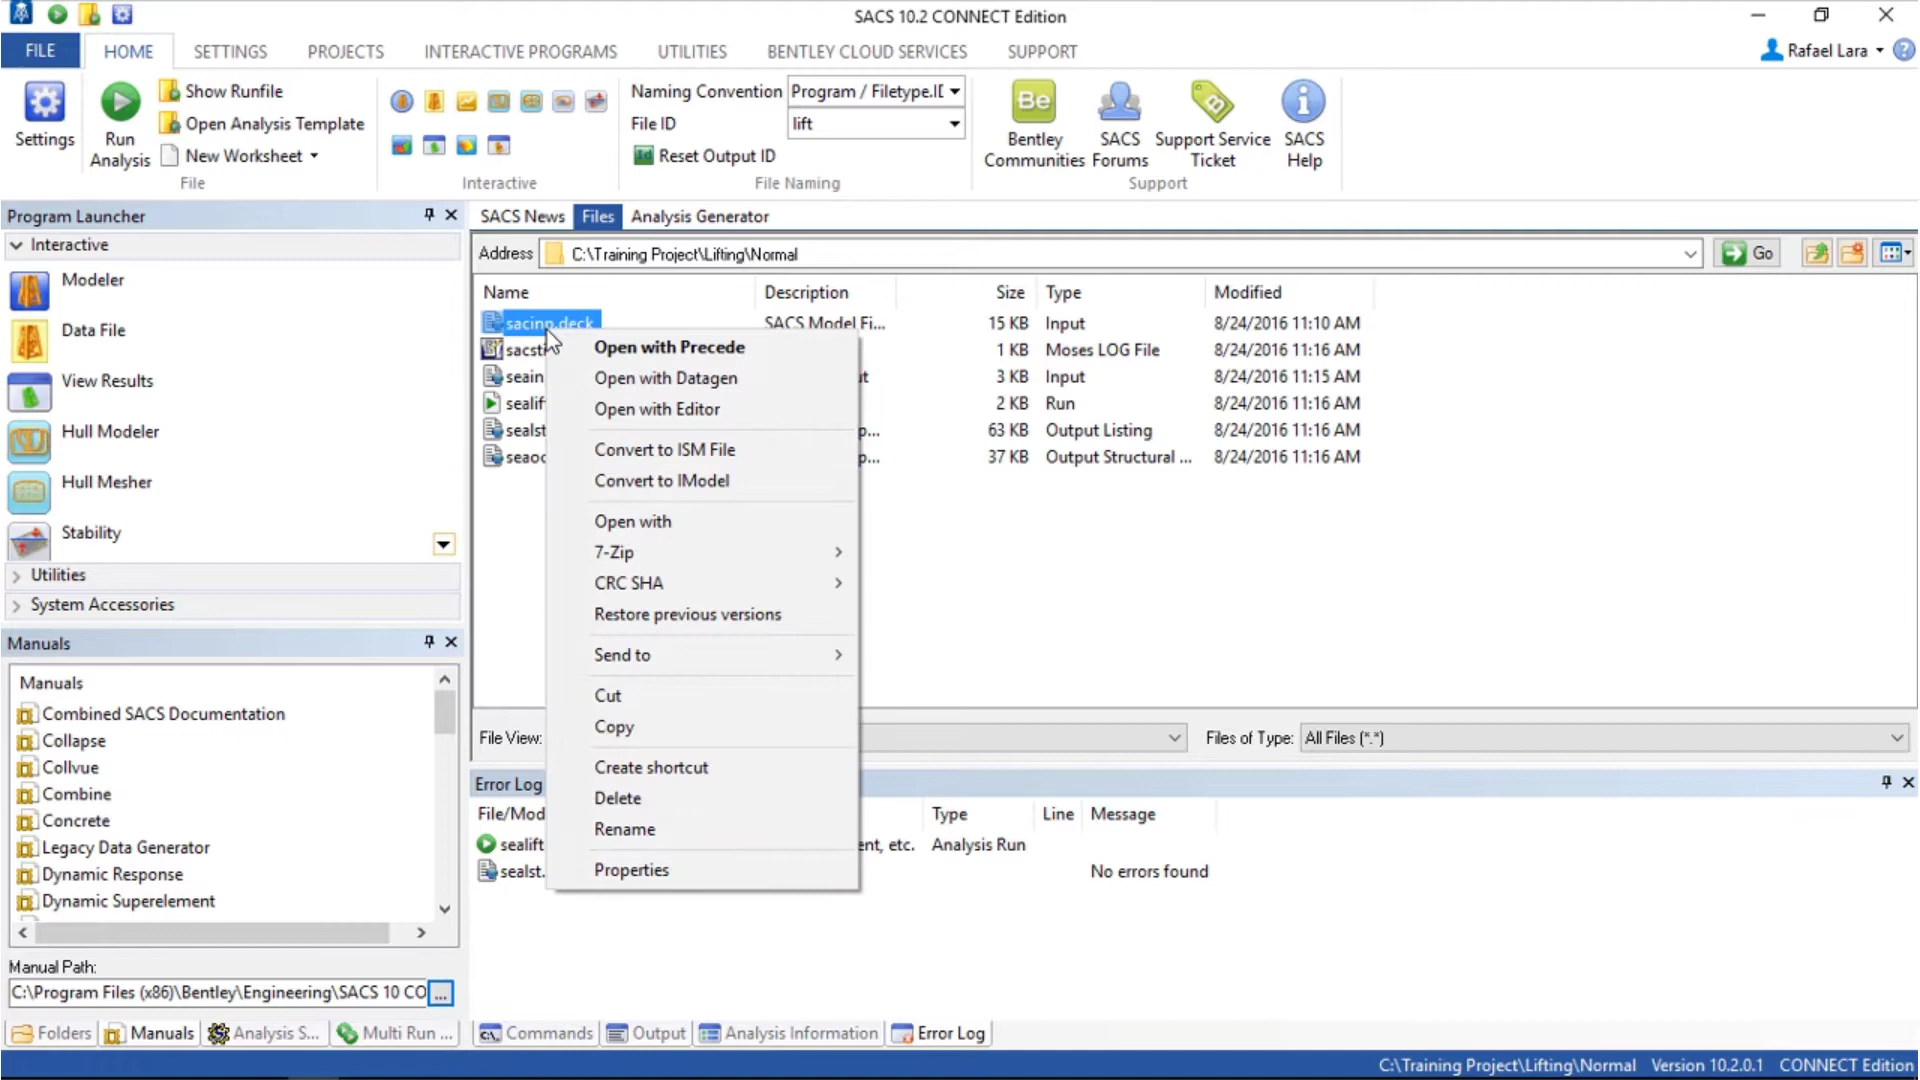 SACS 10.2 CONNECT Edition
FILE HOME SETTINGS PROJECTS INTERACTIVE PROGRAMS UTILITIES BENTLEY CLOUD SERVICES SUPPORT Rafael Lara
Settings
Run Analysis
Show Runfile
Open Analysis Template
New Worksheet
File
Interactive
Naming Convention Program / Filetype.II
File ID lift
Reset Output ID
File Naming
Be
Bentley Communities
SACS Forums
Support Service Ticket
SACS Help
Support
Program Launcher
Interactive
Modeler
Data File
View Results
Hull Modeler
Hull Mesher
Stability
Utilities
System Accessories
Manuals
Manuals
Combined SACS Documentation
Collapse
Collvue
Combine
Concrete
Legacy Data Generator
Dynamic Response
Dynamic Superelement
Manual Path:
C:\Program Files (x86)\Bentley\Engineering\SACS 10 CO ...
Folders Manuals Analysis S... Multi Run ...
SACS News Files Analysis Generator
Address C:\Training Project\Lifting\Normal Go
Name Description Size Type Modified
sacinp.deck SACS Model Fi... 15 KB Input 8/24/2016 11:10 AM
sacsti 1 KB Moses LOG File 8/24/2016 11:16 AM
seain ut 3 KB Input 8/24/2016 11:15 AM
sealif 2 KB Run 8/24/2016 11:16 AM
sealst p... 63 KB Output Listing 8/24/2016 11:16 AM
seaoc p... 37 KB Output Structural ... 8/24/2016 11:16 AM
Open with Precede
Open with Datagen
Open with Editor
Convert to ISM File
Convert to IModel
Open with
7-Zip
CRC SHA
Restore previous versions
Send to
Cut
Copy
Create shortcut
Delete
Rename
Properties
File View: Files of Type: All Files (*.*)
Error Log
File/Mod Type Line Message
sealift ent, etc. Analysis Run
sealst. No errors found
Commands Output Analysis Information Error Log
C:\Training Project\Lifting\Normal Version 10.2.0.1 CONNECT Edition